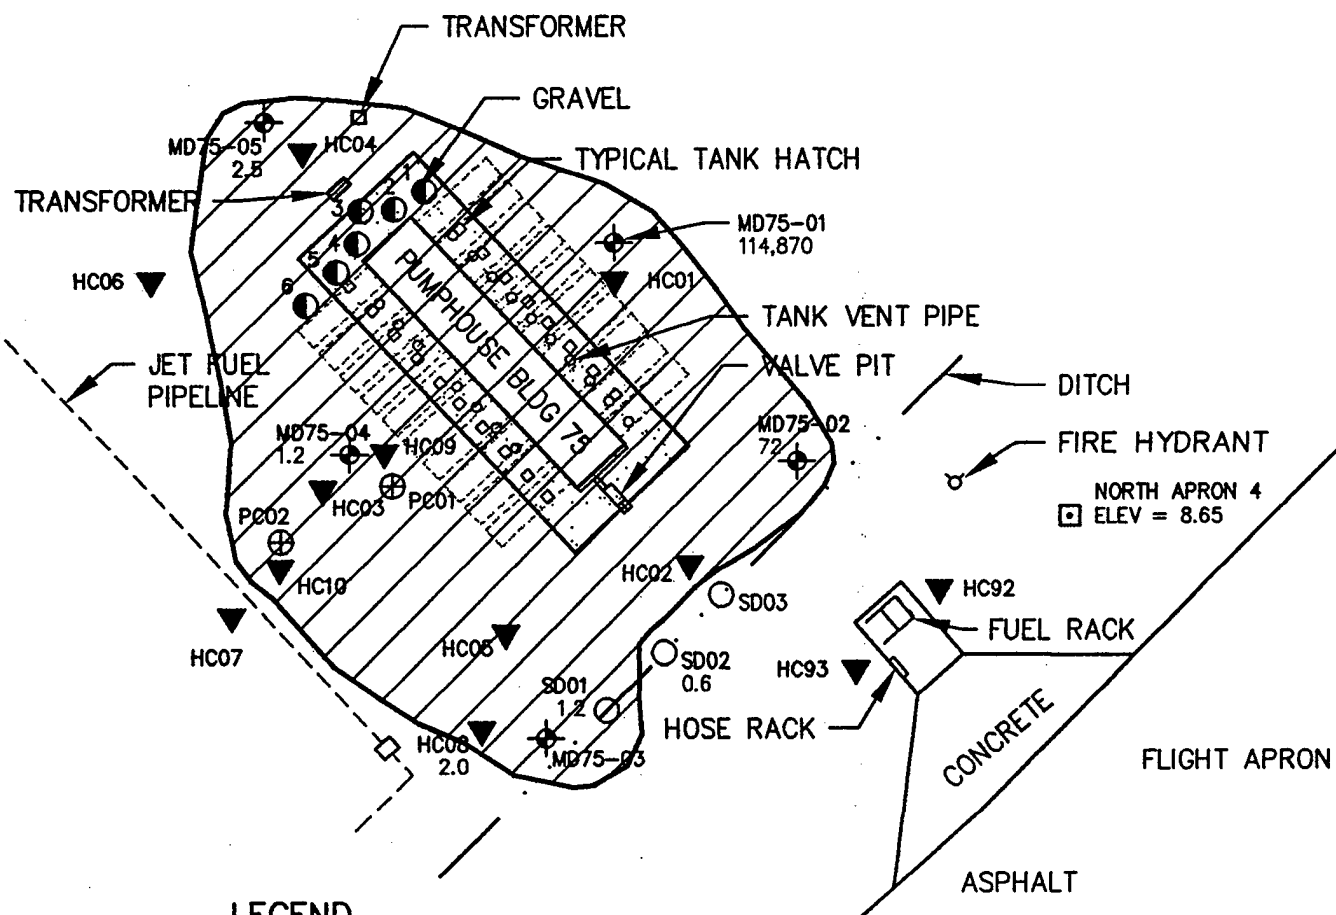 TRANSFORMER
GRAVEL
TYPICAL TANK HATCH
MD75-05
2.5
HC04
TRANSFORMER
1
2
3
4
5
6
MD75-01
114,870
HC01
HC06
PUMPHOUSE BLDG 75
TANK VENT PIPE
VALVE PIT
JET FUEL
PIPELINE
DITCH
MD75-02
72
FIRE HYDRANT
MD75-04
1.2
HC09
HC03
PC01
NORTH APRON 4
ELEV = 8.65
PC02
HC10
HC02
SD03
HC92
FUEL RACK
HC07
HC05
SD02
0.6
HC93
SD01
1.2
HOSE RACK
HC08
2.0
MD75-03
CONCRETE
FLIGHT APRON
ASPHALT
LEGEND